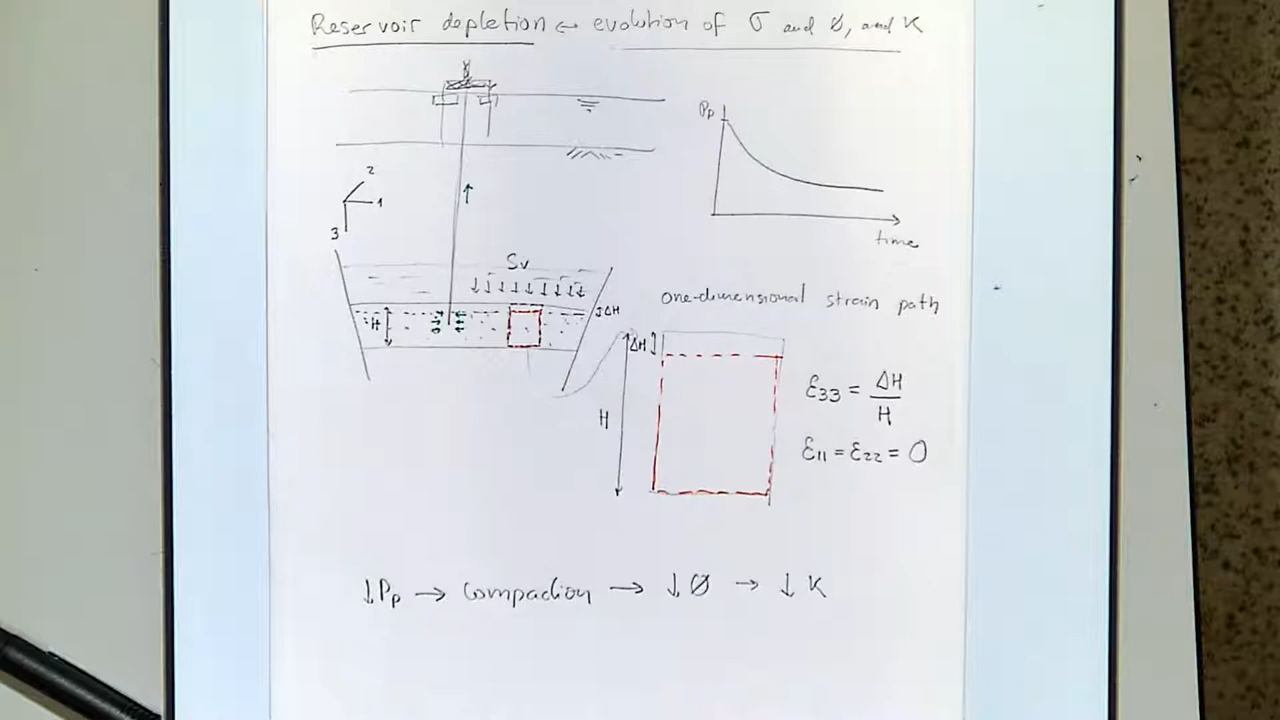 Reservoir depletion ↔ evolution of σ and ø, and κ
Pp
time
2
1
3
Sv
H
ΔH
one-dimensional strain path
ΔH
H
ε33 = ΔH / H
ε11 = ε22 = 0
↓Pp → compaction → ↓ø → ↓κ